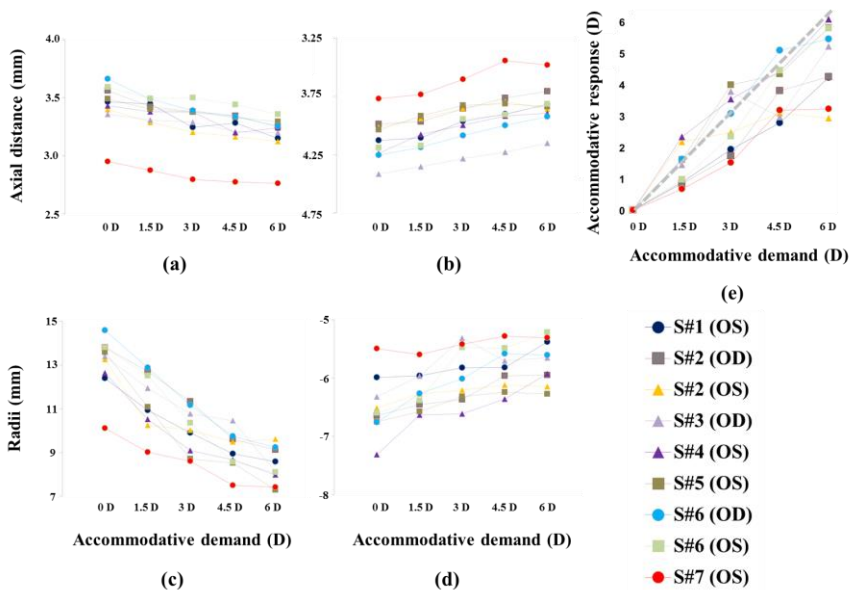 Axial distance (mm)
4.0
3.5
3.0
2.5
0 D 1.5 D 3 D 4.5 D 6 D
(a)
3.25
3.75
4.25
4.75
0 D 1.5 D 3 D 4.5 D 6 D
(b)
Accommodative response (D)
6
5
4
3
2
1
0
0 D 1.5 D 3 D 4.5 D 6 D
Accommodative demand (D)
(e)
Radii (mm)
15
13
11
9
7
0 D 1.5 D 3 D 4.5 D 6 D
Accommodative demand (D)
(c)
-5
-6
-7
-8
0 D 1.5 D 3 D 4.5 D 6 D
Accommodative demand (D)
(d)
S#1 (OS)
S#2 (OD)
S#2 (OS)
S#3 (OD)
S#4 (OS)
S#5 (OS)
S#6 (OD)
S#6 (OS)
S#7 (OS)